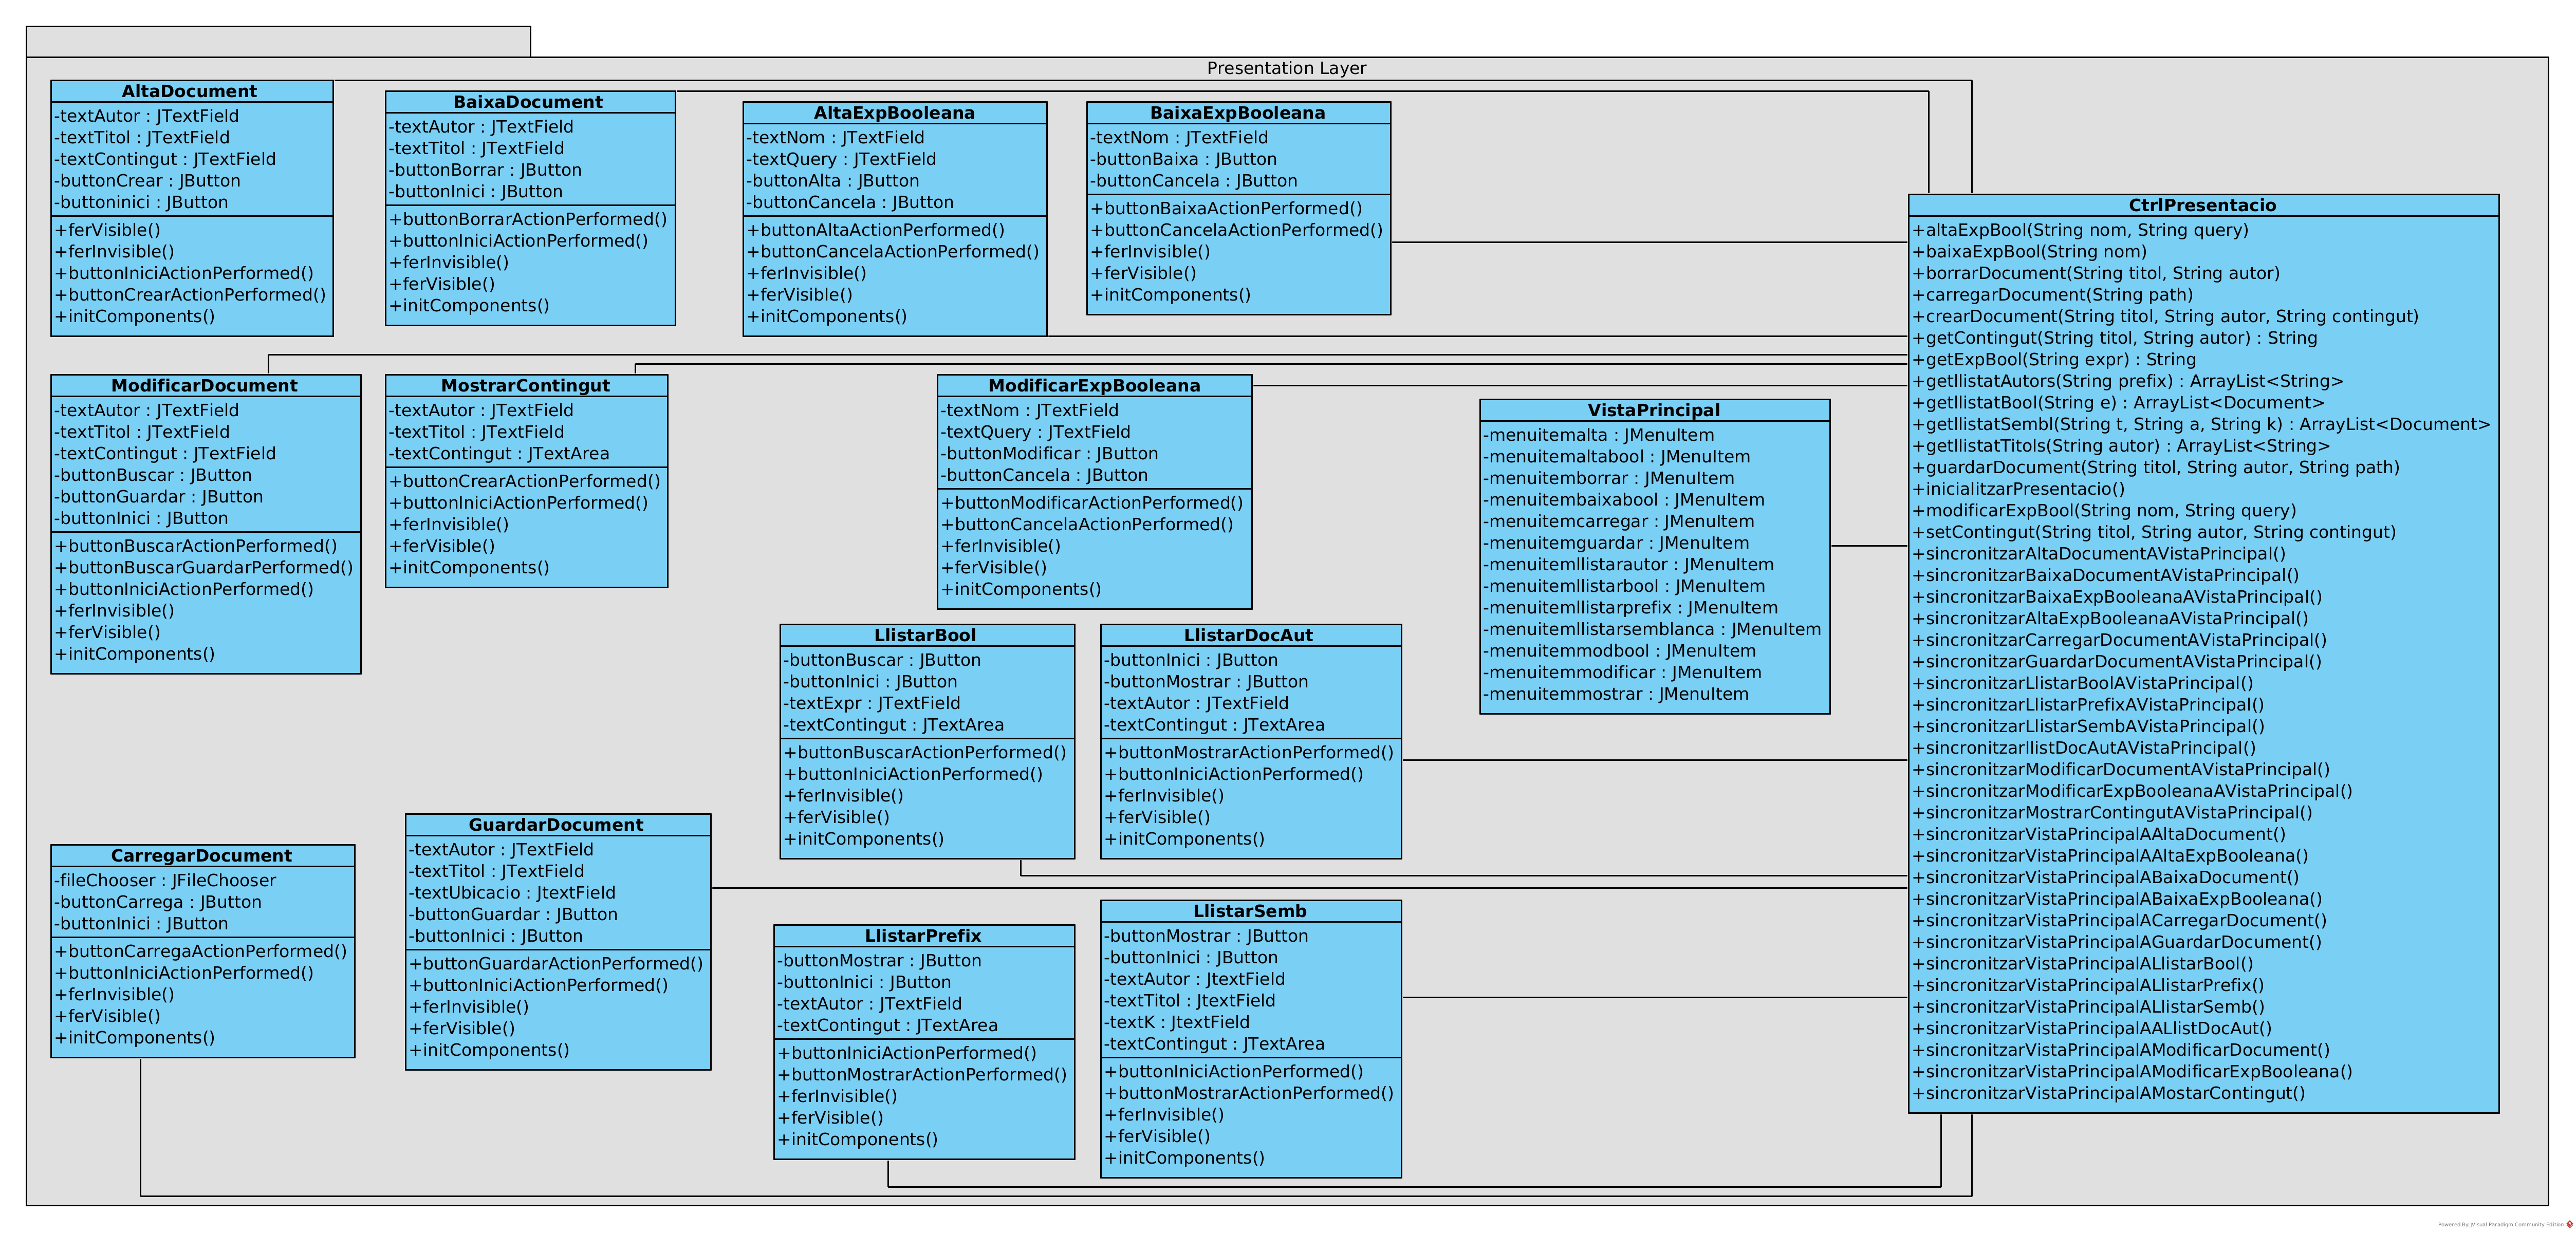 Presentation Layer
AltaDocument
-textAutor : JTextField
-textTitol : JTextField
-textContingut : JTextField
-buttonCrear : JButton
-buttoninici : JButton
+ferVisible()
+ferInvisible()
+buttonIniciActionPerformed()
+buttonCrearActionPerformed()
+initComponents()
BaixaDocument
-textAutor : JTextField
-textTitol : JTextField
-buttonBorrar : JButton
-buttonInici : JButton
+buttonBorrarActionPerformed()
+buttonIniciActionPerformed()
+ferInvisible()
+ferVisible()
+initComponents()
AltaExpBooleana
-textNom : JTextField
-textQuery : JTextField
-buttonAlta : JButton
-buttonCancela : JButton
+buttonAltaActionPerformed()
+buttonCancelaActionPerformed()
+ferInvisible()
+ferVisible()
+initComponents()
BaixaExpBooleana
-textNom : JTextField
-buttonBaixa : JButton
-buttonCancela : JButton
+buttonBaixaActionPerformed()
+buttonCancelaActionPerformed()
+ferInvisible()
+ferVisible()
+initComponents()
CtrlPresentacio
+altaExpBool(String nom, String query)
+baixaExpBool(String nom)
+borrarDocument(String titol, String autor)
+carregarDocument(String path)
+crearDocument(String titol, String autor, String contingut)
+getContingut(String titol, String autor) : String
+getExpBool(String expr) : String
+getllistatAutors(String prefix) : ArrayList<String>
+getllistatBool(String e) : ArrayList<Document>
+getllistatSembl(String t, String a, String k) : ArrayList<Document>
+getllistatTitols(String autor) : ArrayList<String>
+guardarDocument(String titol, String autor, String path)
+inicialitzarPresentacio()
+modificarExpBool(String nom, String query)
+setContingut(String titol, String autor, String contingut)
+sincronitzarAltaDocumentAVistaPrincipal()
+sincronitzarBaixaDocumentAVistaPrincipal()
+sincronitzarBaixaExpBooleanaAVistaPrincipal()
+sincronitzarAltaExpBooleanaAVistaPrincipal()
+sincronitzarCarregarDocumentAVistaPrincipal()
+sincronitzarGuardarDocumentAVistaPrincipal()
+sincronitzarLlistarBoolAVistaPrincipal()
+sincronitzarLlistarPrefixAVistaPrincipal()
+sincronitzarLlistarSembAVistaPrincipal()
+sincronitzarllistDocAutAVistaPrincipal()
+sincronitzarModificarDocumentAVistaPrincipal()
+sincronitzarModificarExpBooleanaAVistaPrincipal()
+sincronitzarMostrarContingutAVistaPrincipal()
+sincronitzarVistaPrincipalAAltaDocument()
+sincronitzarVistaPrincipalAAltaExpBooleana()
+sincronitzarVistaPrincipalABaixaDocument()
+sincronitzarVistaPrincipalABaixaExpBooleana()
+sincronitzarVistaPrincipalACarregarDocument()
+sincronitzarVistaPrincipalAGuardarDocument()
+sincronitzarVistaPrincipalALlistarBool()
+sincronitzarVistaPrincipalALlistarPrefix()
+sincronitzarVistaPrincipalALlistarSemb()
+sincronitzarVistaPrincipalAALlistDocAut()
+sincronitzarVistaPrincipalAModificarDocument()
+sincronitzarVistaPrincipalAModificarExpBooleana()
+sincronitzarVistaPrincipalAMostarContingut()
ModificarDocument
-textAutor : JTextField
-textTitol : JTextField
-textContingut : JTextField
-buttonBuscar : JButton
-buttonGuardar : JButton
-buttonInici : JButton
+buttonBuscarActionPerformed()
+buttonBuscarGuardarPerformed()
+buttonIniciActionPerformed()
+ferInvisible()
+ferVisible()
+initComponents()
MostrarContingut
-textAutor : JTextField
-textTitol : JTextField
-textContingut : JTextArea
+buttonCrearActionPerformed()
+buttonIniciActionPerformed()
+ferInvisible()
+ferVisible()
+initComponents()
ModificarExpBooleana
-textNom : JTextField
-textQuery : JTextField
-buttonModificar : JButton
-buttonCancela : JButton
+buttonModificarActionPerformed()
+buttonCancelaActionPerformed()
+ferInvisible()
+ferVisible()
+initComponents()
VistaPrincipal
-menuitemalta : JMenuItem
-menuitemaltabool : JMenuItem
-menuitemborrar : JMenuItem
-menuitembaixabool : JMenuItem
-menuitemcarregar : JMenuItem
-menuitemguardar : JMenuItem
-menuitemllistarautor : JMenuItem
-menuitemllistarbool : JMenuItem
-menuitemllistarprefix : JMenuItem
-menuitemllistarsemblanca : JMenuItem
-menuitemmodbool : JMenuItem
-menuitemmodificar : JMenuItem
-menuitemmostrar : JMenuItem
LlistarBool
-buttonBuscar : JButton
-buttonInici : JButton
-textExpr : JTextField
-textContingut : JTextArea
+buttonBuscarActionPerformed()
+buttonIniciActionPerformed()
+ferInvisible()
+ferVisible()
+initComponents()
LlistarDocAut
-buttonInici : JButton
-buttonMostrar : JButton
-textAutor : JTextField
-textContingut : JTextArea
+buttonMostrarActionPerformed()
+buttonIniciActionPerformed()
+ferInvisible()
+ferVisible()
+initComponents()
CarregarDocument
-fileChooser : JFileChooser
-buttonCarrega : JButton
-buttonInici : JButton
+buttonCarregaActionPerformed()
+buttonIniciActionPerformed()
+ferInvisible()
+ferVisible()
+initComponents()
GuardarDocument
-textAutor : JTextField
-textTitol : JTextField
-textUbicacio : JtextField
-buttonGuardar : JButton
-buttonInici : JButton
+buttonGuardarActionPerformed()
+buttonIniciActionPerformed()
+ferInvisible()
+ferVisible()
+initComponents()
LlistarPrefix
-buttonMostrar : JButton
-buttonInici : JButton
-textAutor : JTextField
-textContingut : JTextArea
+buttonIniciActionPerformed()
+buttonMostrarActionPerformed()
+ferInvisible()
+ferVisible()
+initComponents()
LlistarSemb
-buttonMostrar : JButton
-buttonInici : JButton
-textAutor : JtextField
-textTitol : JtextField
-textK : JtextField
-textContingut : JTextArea
+buttonIniciActionPerformed()
+buttonMostrarActionPerformed()
+ferInvisible()
+ferVisible()
+initComponents()
Powered By Visual Paradigm Community Edition